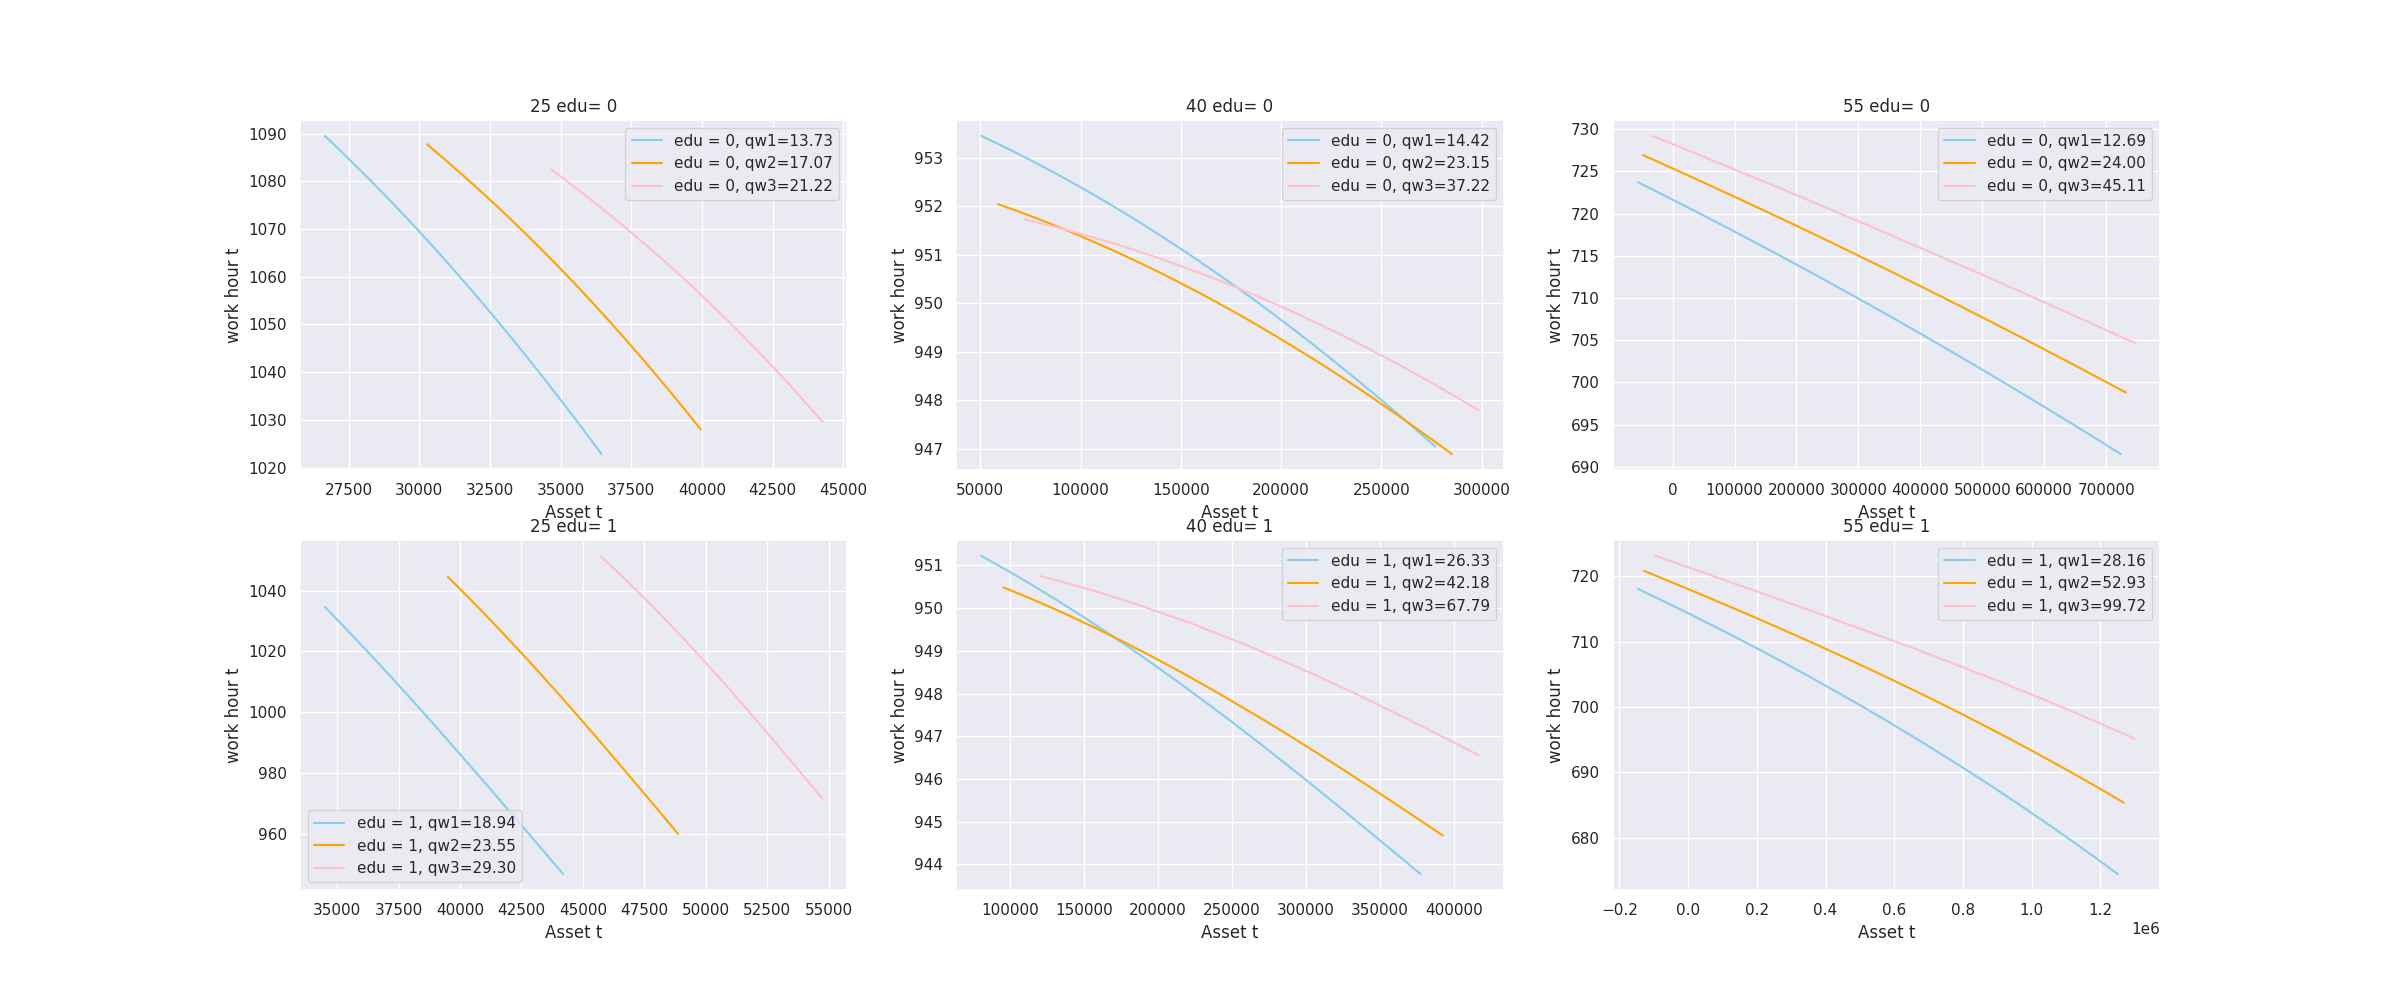 25 edu= 0
work hour t
1090
1080
1070
1060
1050
1040
1030
1020
edu = 0, qw1=13.73
edu = 0, qw2=17.07
edu = 0, qw3=21.22
27500 30000 32500 35000 37500 40000 42500 45000
Asset t
40 edu= 0
work hour t
953
952
951
950
949
948
947
edu = 0, qw1=14.42
edu = 0, qw2=23.15
edu = 0, qw3=37.22
50000 100000 150000 200000 250000 300000
Asset t
55 edu= 0
work hour t
730
725
720
715
710
705
700
695
690
edu = 0, qw1=12.69
edu = 0, qw2=24.00
edu = 0, qw3=45.11
0 100000 200000 300000 400000 500000 600000 700000
Asset t
25 edu= 1
work hour t
1040
1020
1000
980
960
edu = 1, qw1=18.94
edu = 1, qw2=23.55
edu = 1, qw3=29.30
35000 37500 40000 42500 45000 47500 50000 52500 55000
Asset t
40 edu= 1
work hour t
951
950
949
948
947
946
945
944
edu = 1, qw1=26.33
edu = 1, qw2=42.18
edu = 1, qw3=67.79
100000 150000 200000 250000 300000 350000 400000
Asset t
55 edu= 1
work hour t
720
710
700
690
680
edu = 1, qw1=28.16
edu = 1, qw2=52.93
edu = 1, qw3=99.72
−0.2 0.0 0.2 0.4 0.6 0.8 1.0 1.2
1e6
Asset t